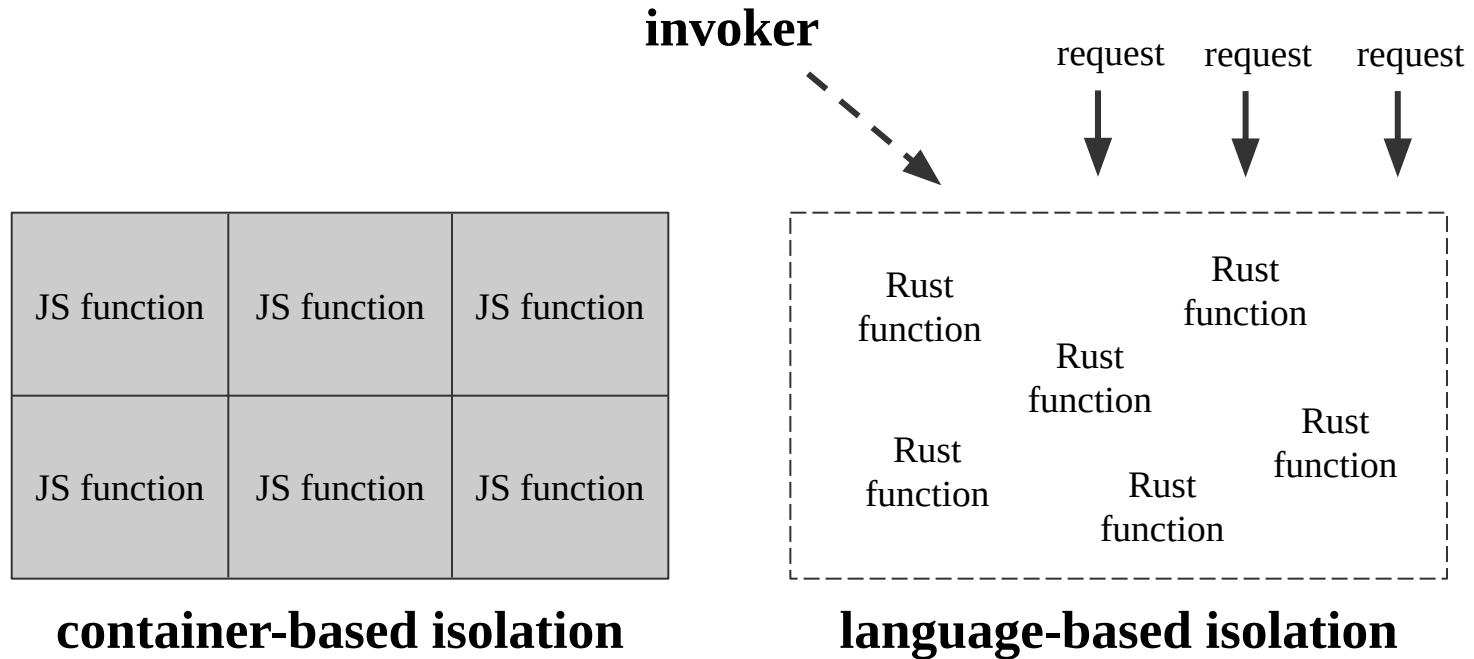 invoker
request request request
JS function JS function JS function
JS function JS function JS function
container-based isolation
Rust
function
Rust
function
Rust
function
Rust
function
Rust
function
Rust
function
language-based isolation